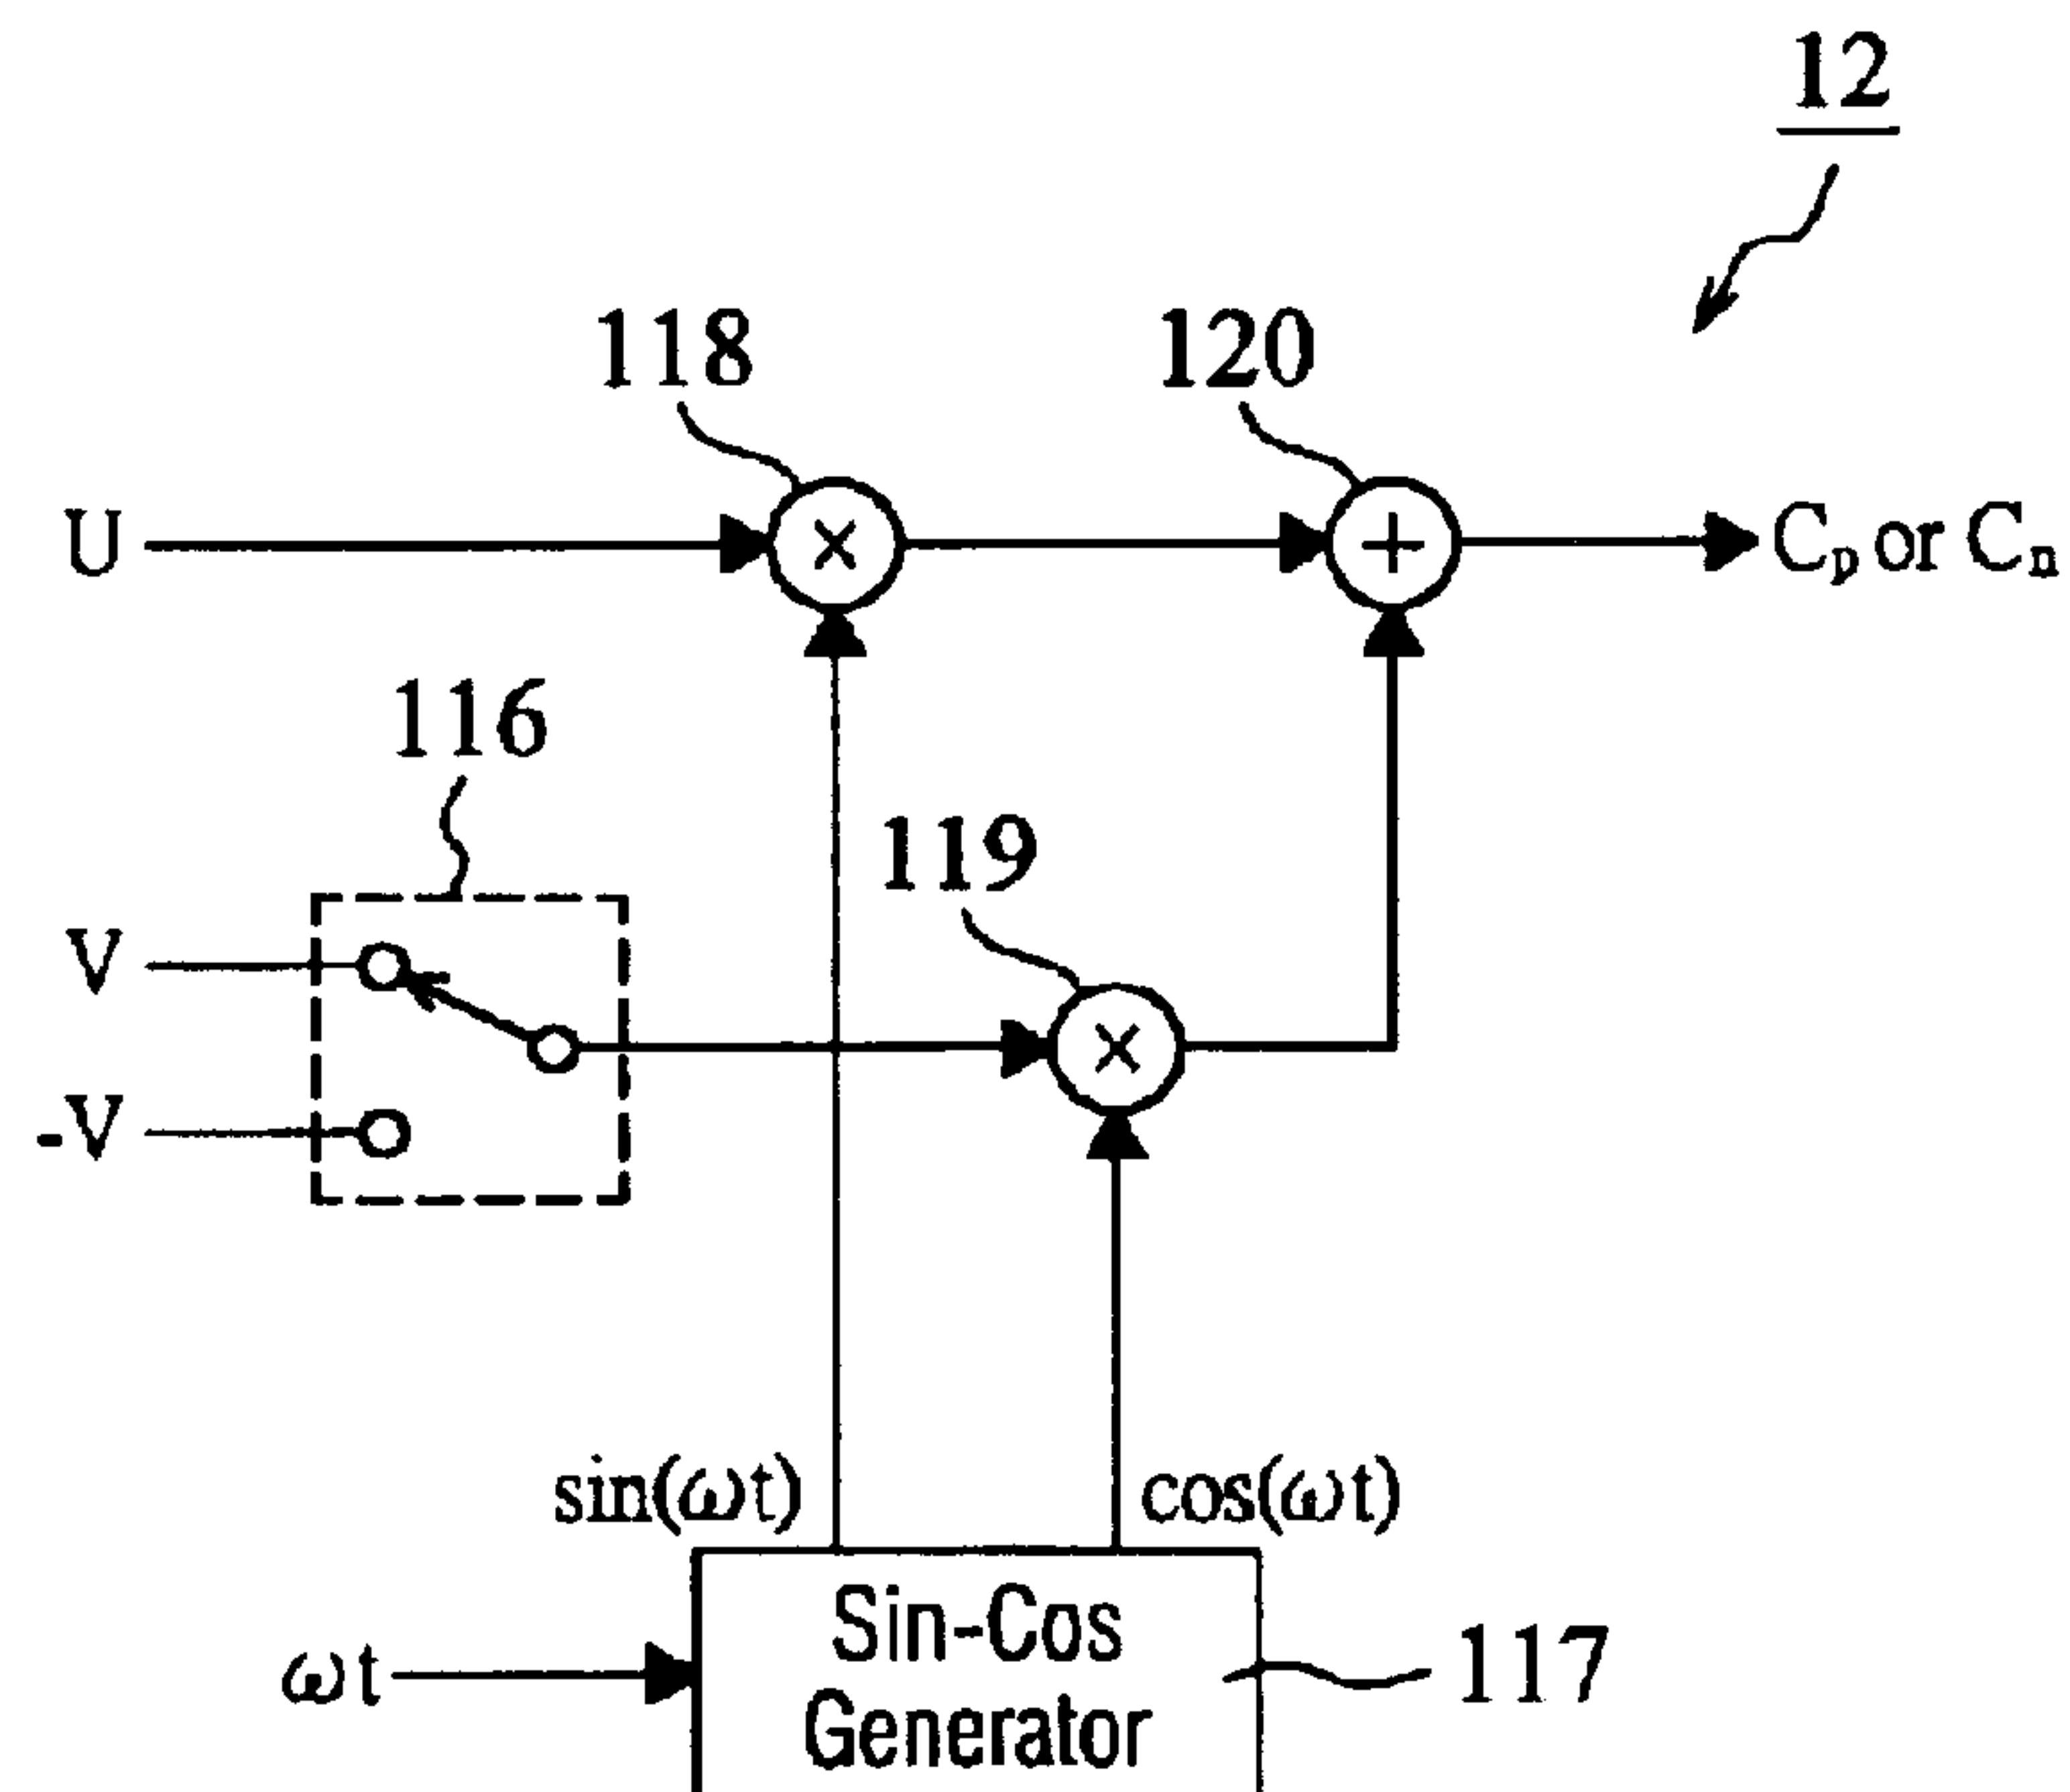 12
118
120
U
×
+
Cₚ or Cₙ
116
119
V
-V
×
sin(ωt)
cos(ωt)
Sin-Cos
Generator
ωt
117